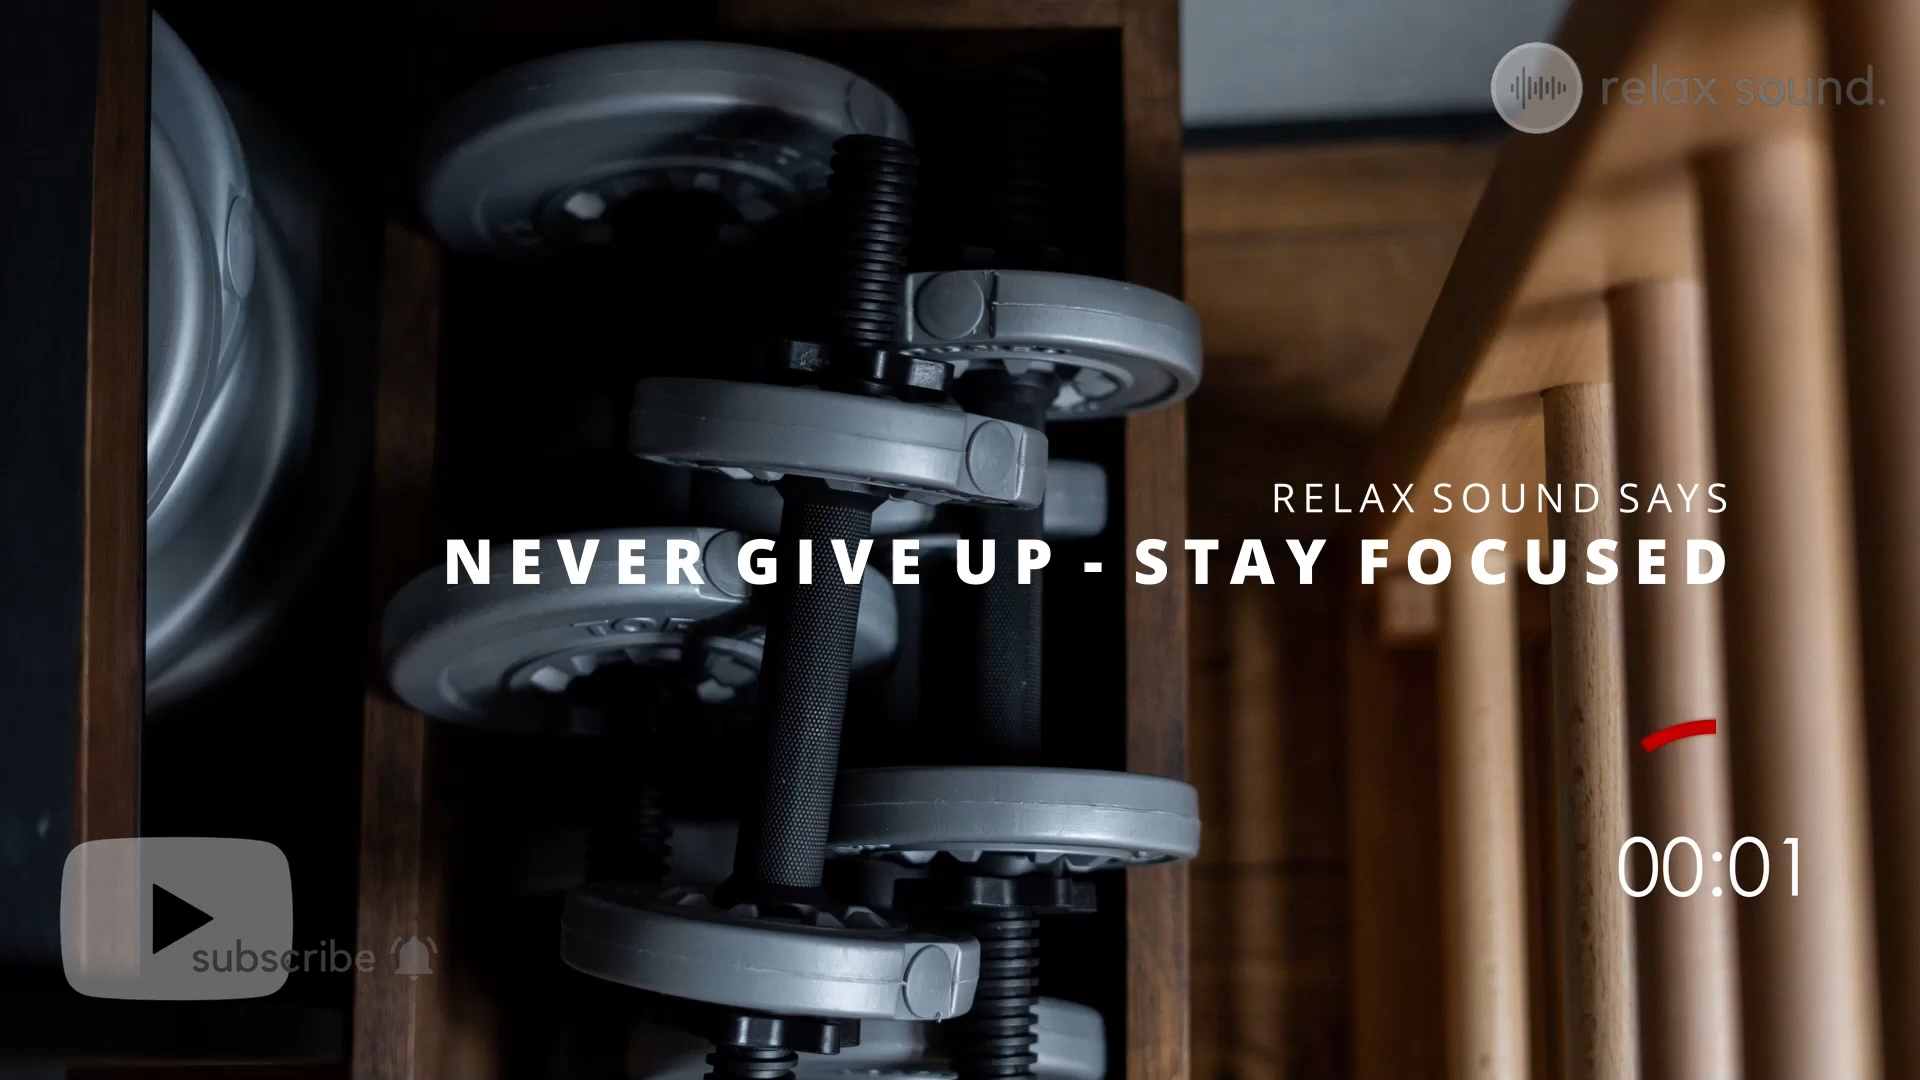 relax sound.
RELAX SOUND SAYS
NEVER GIVE UP - STAY FOCUSED
00:01
subscribe